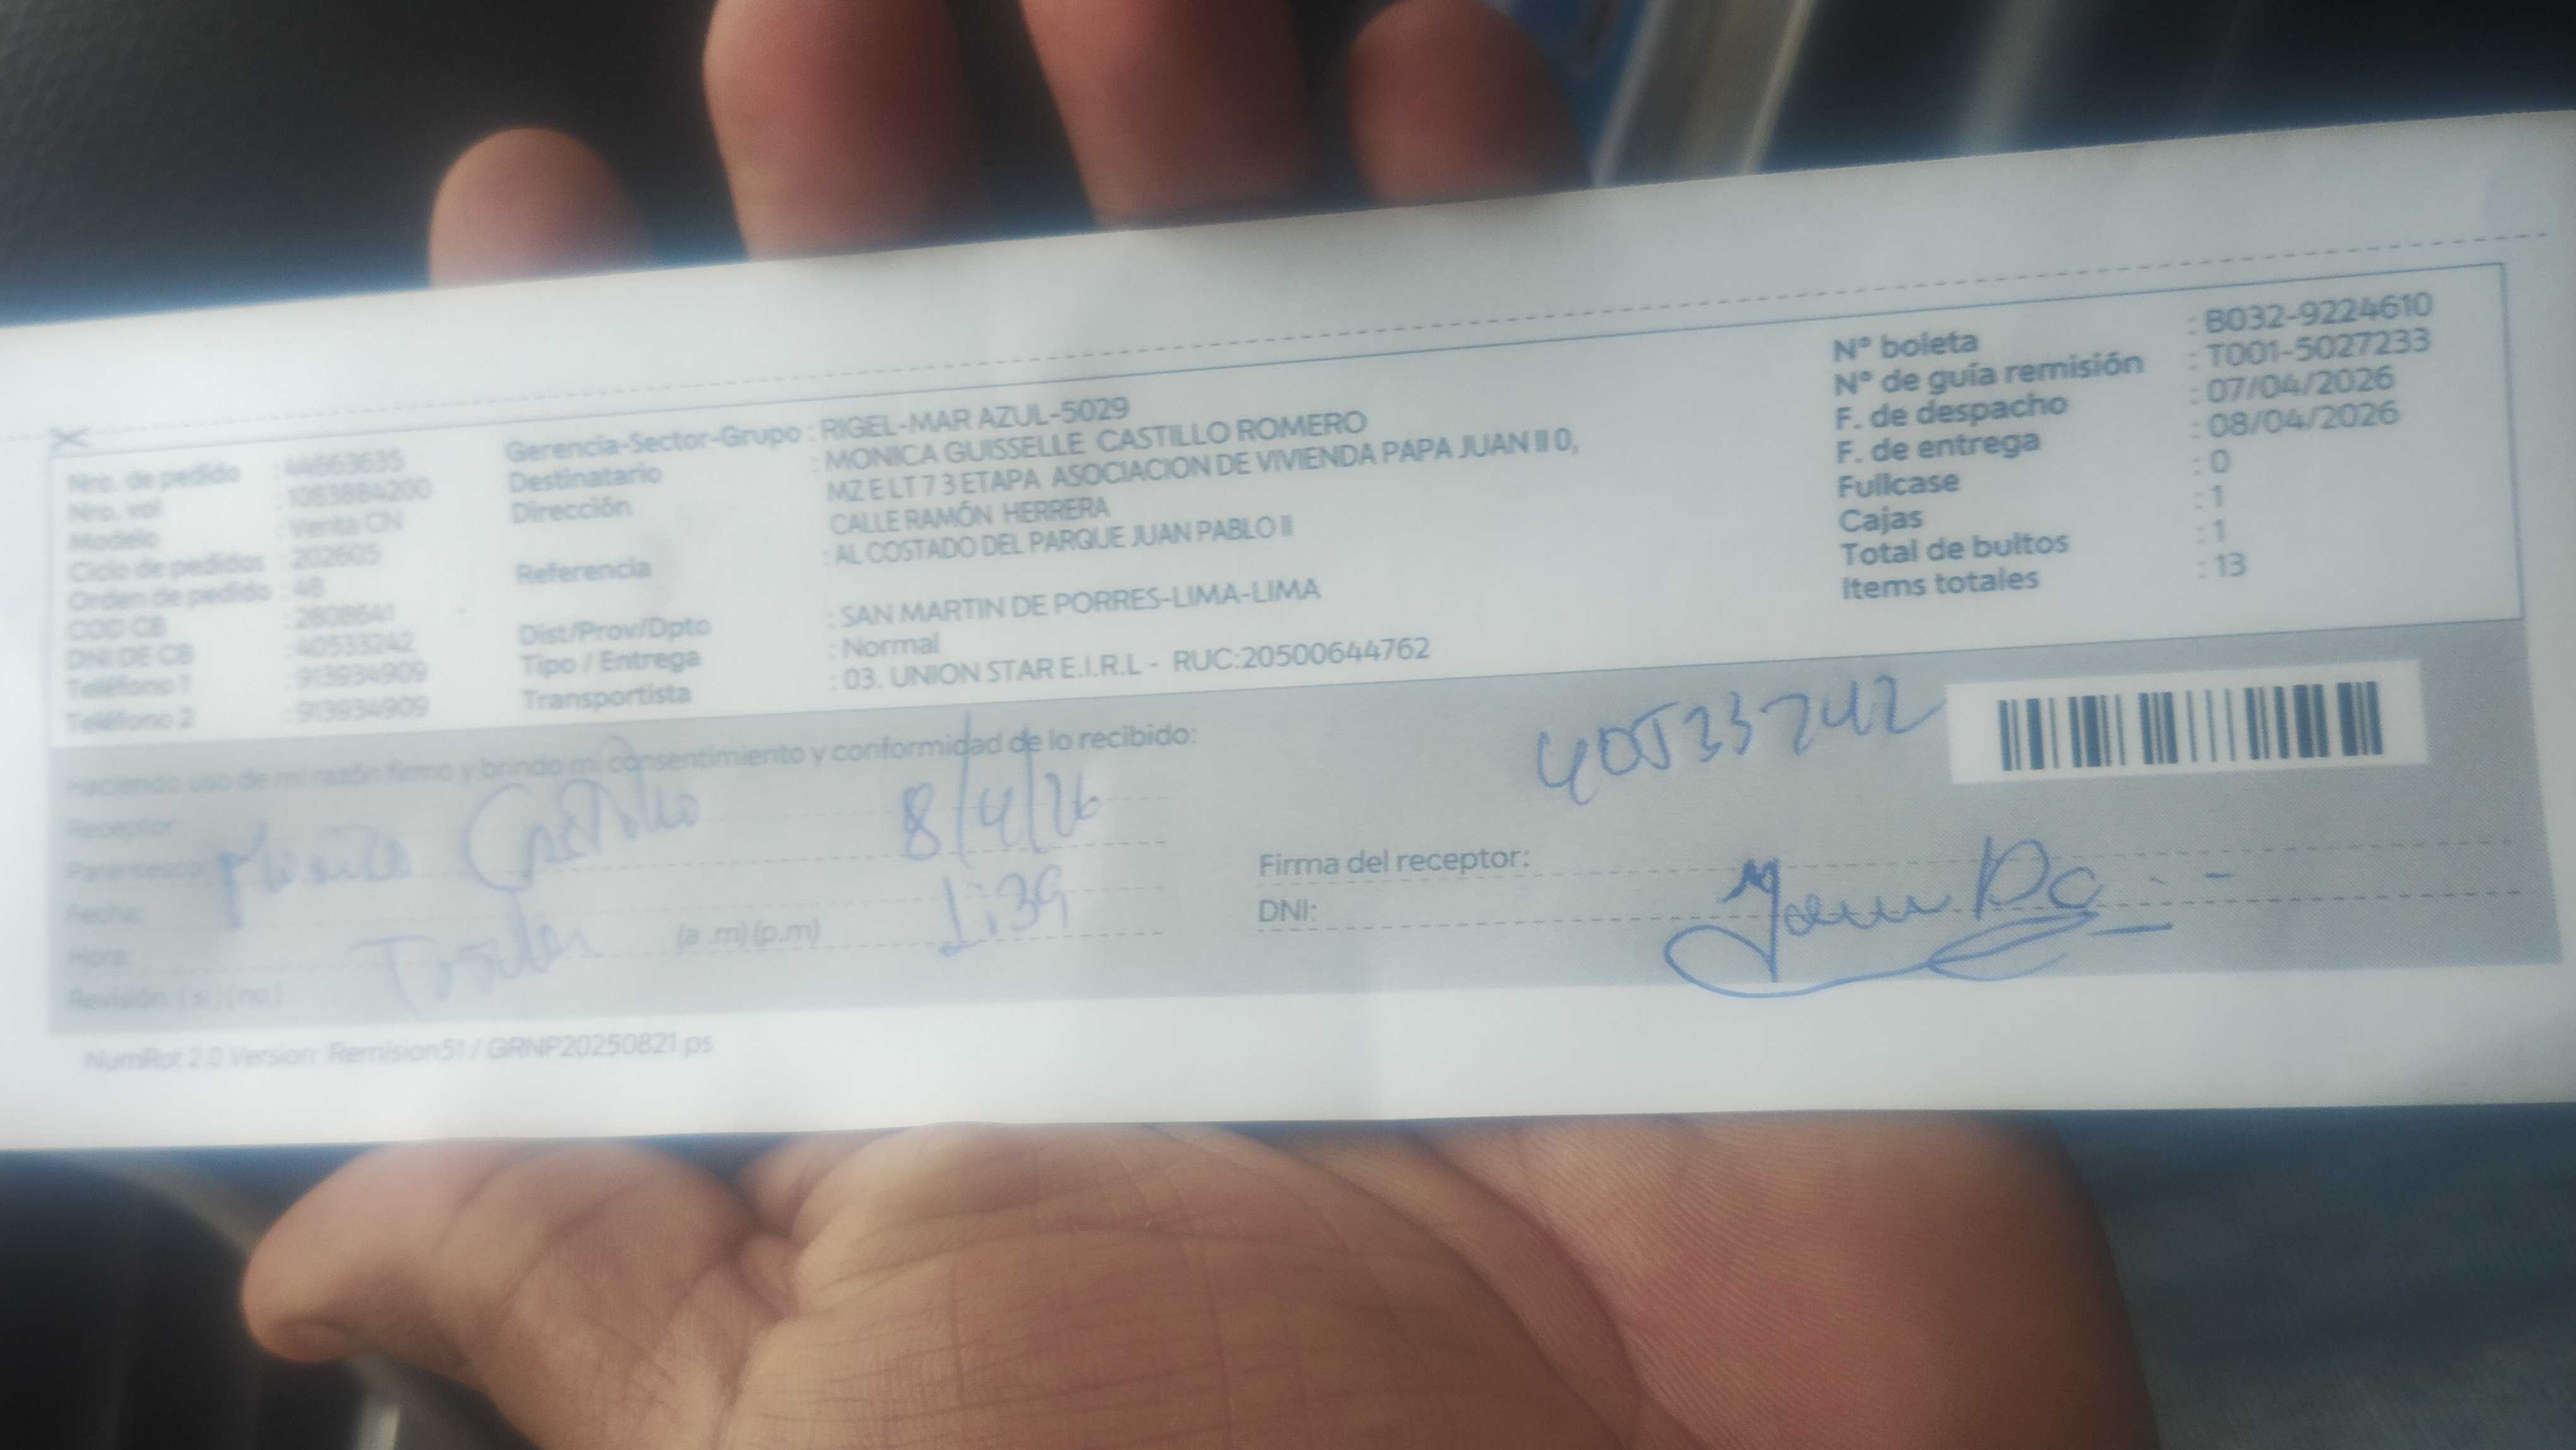 Nro. de pedido : 44663635
Nro. vol : 1083864200
Modelo : Venta CN
Ciclo de pedidos : 202605
Orden de pedido : 48
COD CB : 2808641
DNI DE CB : 40533242
Teléfono 1 : 913934909
Teléfono 2 : 913934909
Gerencia-Sector-Grupo : RIGEL-MAR AZUL-5029
Destinatario : MONICA GUISSELLE CASTILLO ROMERO
Dirección : MZ E LT 7 3 ETAPA ASOCIACION DE VIVIENDA PAPA JUAN II 0,
CALLE RAMÓN HERRERA
Referencia : AL COSTADO DEL PARQUE JUAN PABLO II
Dist/Prov/Dpto : SAN MARTIN DE PORRES-LIMA-LIMA
Tipo / Entrega : Normal
Transportista : 03. UNION STAR E.I.R.L - RUC:20500644762
N° boleta : B032-9224610
N° de guía remisión : T001-5027233
F. de despacho : 07/04/2026
F. de entrega : 08/04/2026
Fullcase : 0
Cajas : 1
Total de bultos : 1
Items totales : 13
Haciendo uso de mi razón firmo y brindo mi consentimiento y conformidad de lo recibido:
Receptor:
Parentesco:
Monica Castillo 8/4/26
Fecha:
Hora: (a .m) (p.m) 1:39
Revisión: (si) (no)
40533242
Firma del receptor:
DNI:
NumRot 2.0 Version: Remision51 / GRNP20250821.ps